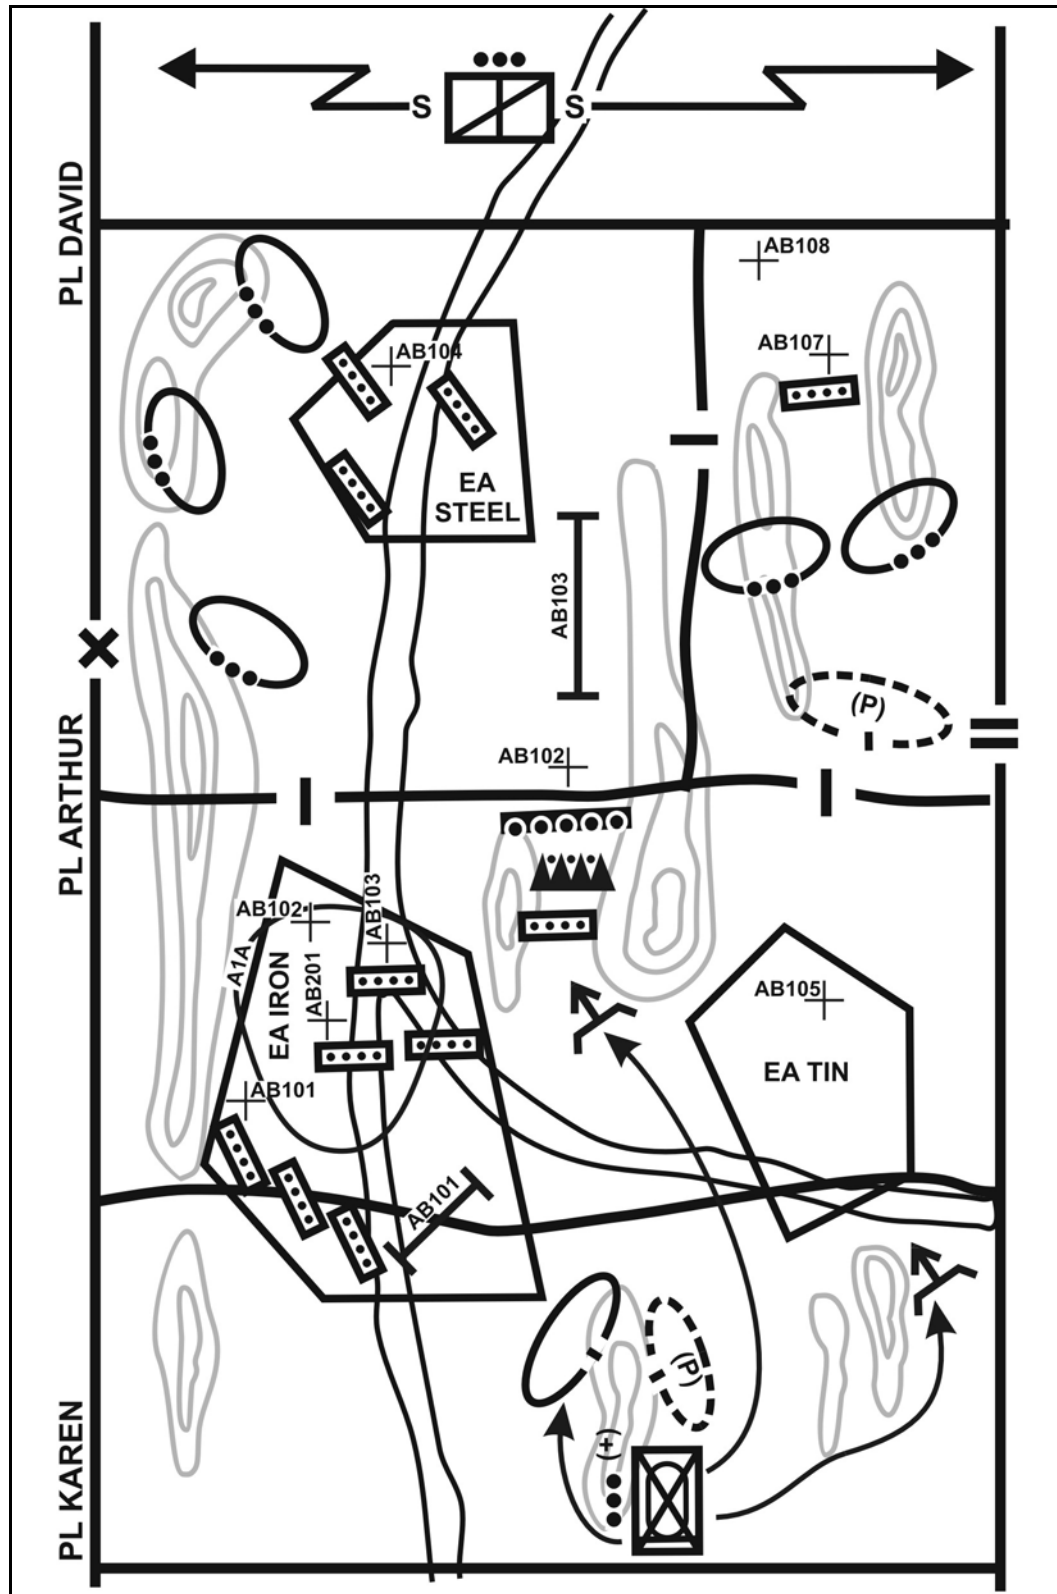 S
S
PL DAVID
AB108
AB107
AB104
EA
STEEL
AB103
(P)
PL ARTHUR
AB102
AB103
AB102
A1A
EA IRON
AB201
AB105
EA TIN
AB101
AB101
(P)
(+)
PL KAREN